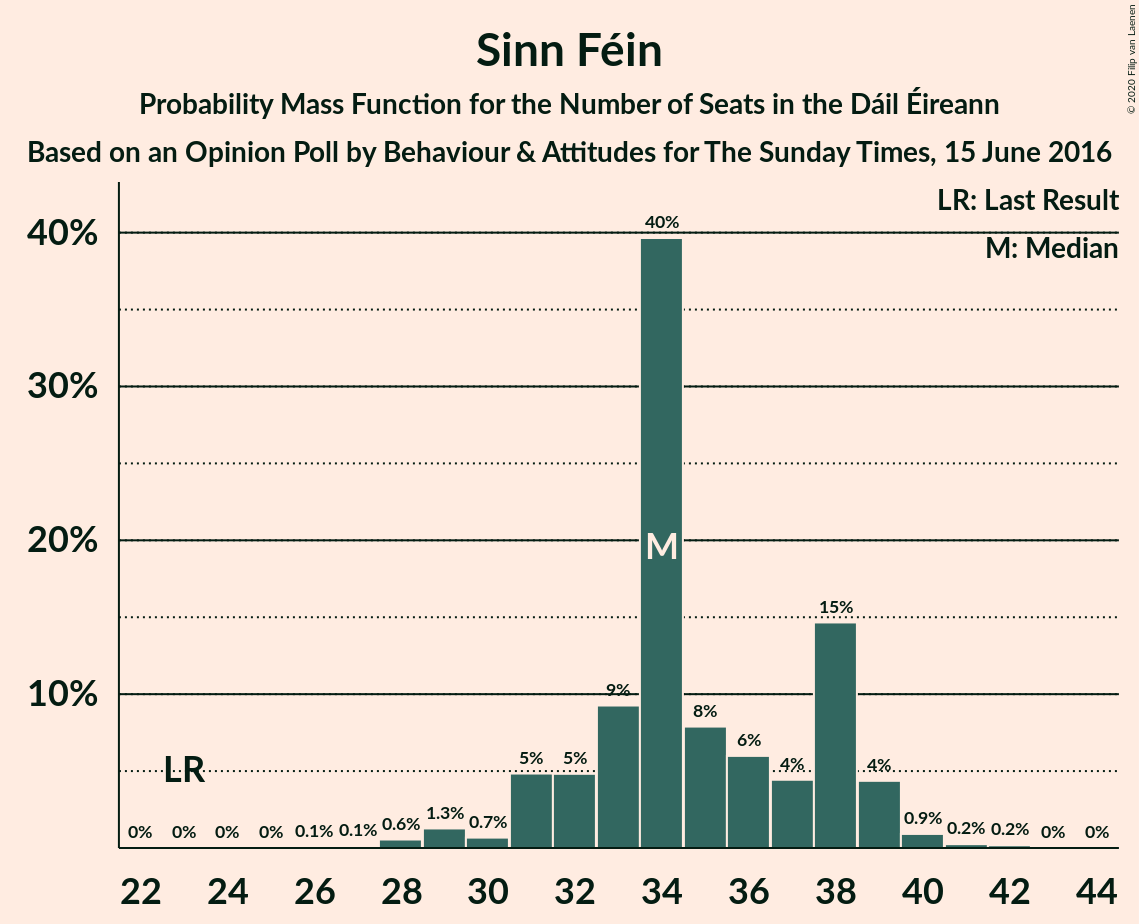 Sinn Féin
Probability Mass Function for the Number of Seats in the Dáil Éireann
Based on an Opinion Poll by Behaviour & Attitudes for The Sunday Times, 15 June 2016
© 2020 Filip van Laenen
LR: Last Result
M: Median
40%
30%
20%
10%
0% 0% 0% 0% 0.1% 0.1% 0.6% 1.3% 0.7% 5% 5% 9% 40% 8% 6% 4% 15% 4% 0.9% 0.2% 0.2% 0% 0%
LR
M
22 24 26 28 30 32 34 36 38 40 42 44